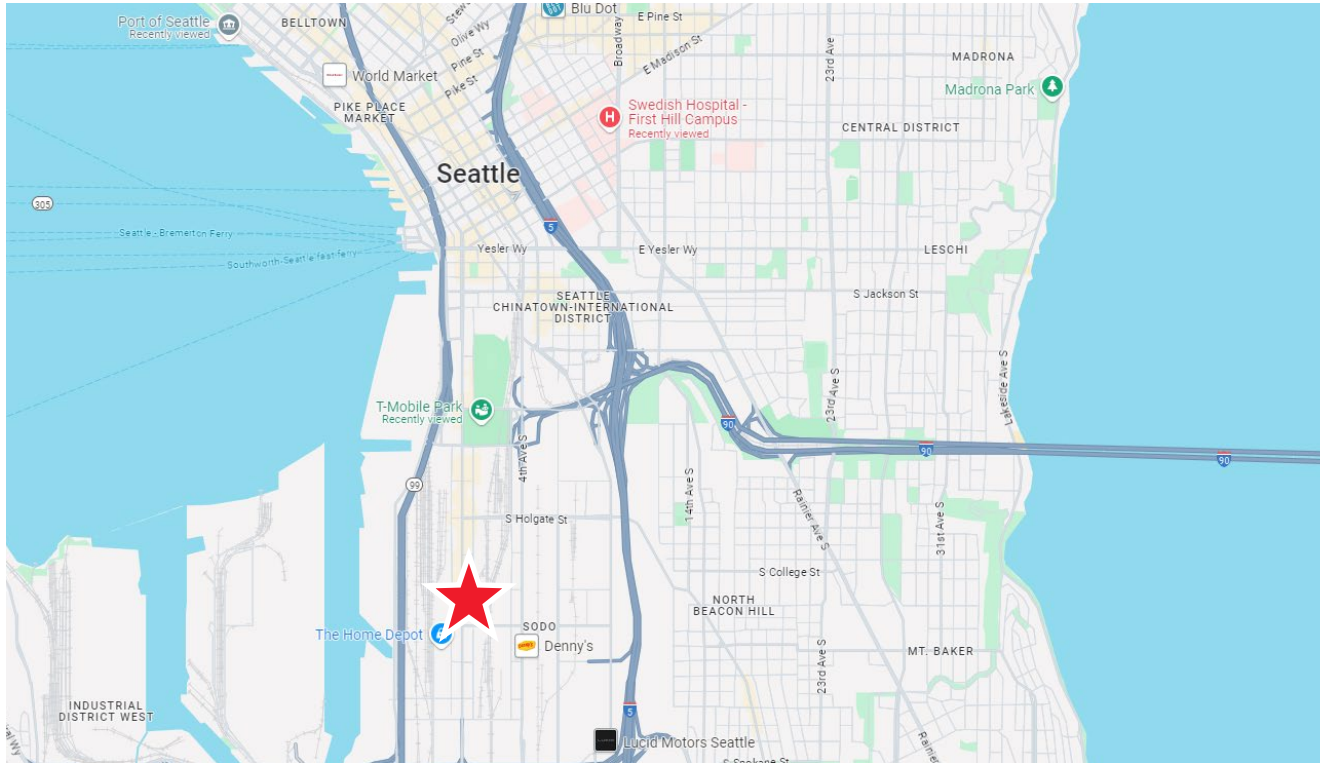 Port of Seattle
Recently viewed
BELLTOWN
Olive Wy
Pine St
Pike St
Blu Dot
E Pine St
Broadway
E Madison St
23rd Ave
MADRONA
Madrona Park
World Market
PIKE PLACE
MARKET
H
Swedish Hospital -
First Hill Campus
Recently viewed
CENTRAL DISTRICT
Seattle
305
5
Seattle - Bremerton Ferry
Southworth-Seattle fast ferry
Yesler Wy
E Yesler Wy
LESCHI
SEATTLE
CHINATOWN-INTERNATIONAL
DISTRICT
S Jackson St
T-Mobile Park
Recently viewed
23rd Ave S
Lakeside Ave S
90
90
90
4th Ave S
99
14th Ave S
Rainier Ave S
31st Ave S
S Holgate St
S College St
NORTH
BEACON HILL
The Home Depot
SODO
Denny's
23rd Ave S
MT. BAKER
INDUSTRIAL
DISTRICT WEST
5
Lucid Motors Seattle
S Spokane St